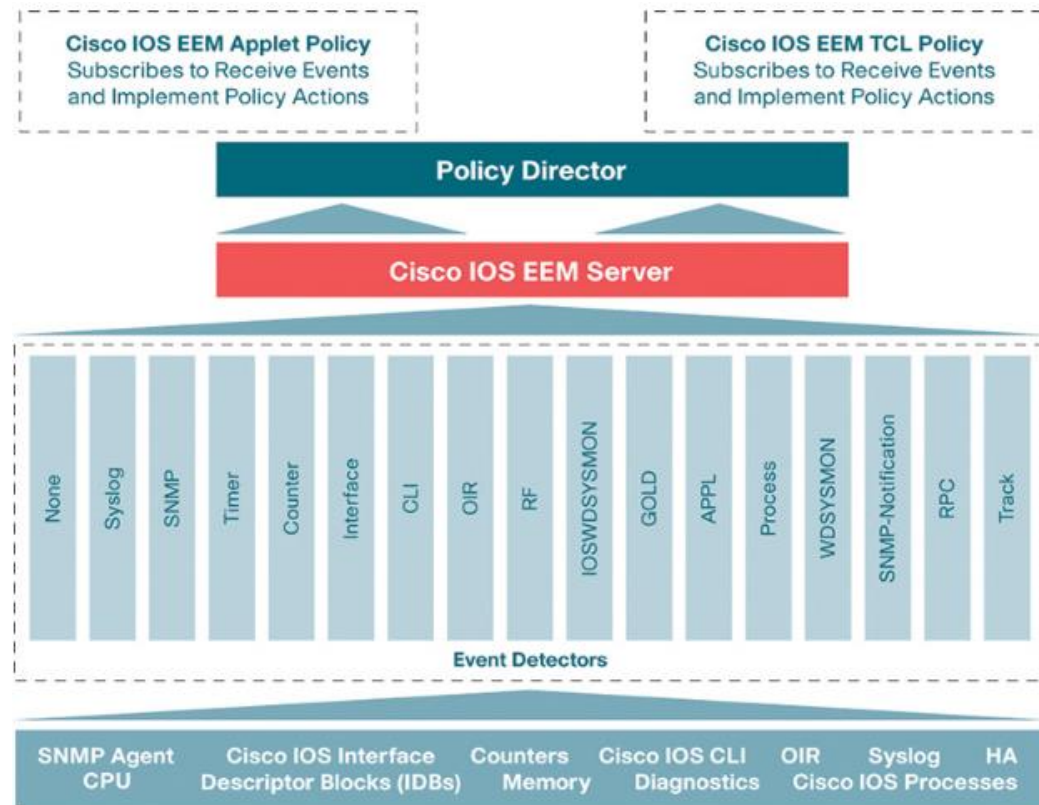 Cisco IOS EEM Applet Policy
Subscribes to Receive Events
and Implement Policy Actions
Cisco IOS EEM TCL Policy
Subscribes to Receive Events
and Implement Policy Actions
Policy Director
Cisco IOS EEM Server
None
Syslog
SNMP
Timer
Counter
Interface
CLI
OIR
RF
IOSWDSYSMON
GOLD
APPL
Process
WDSYSMON
SNMP-Notification
RPC
Track
Event Detectors
SNMP Agent Cisco IOS Interface Counters Cisco IOS CLI OIR Syslog HA
CPU Descriptor Blocks (IDBs) Memory Diagnostics Cisco IOS Processes